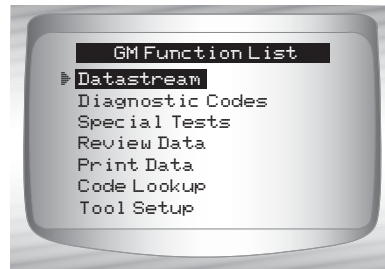 GM Function List
Datastream
Diagnostic Codes
Special Tests
Review Data
Print Data
Code Lookup
Tool Setup